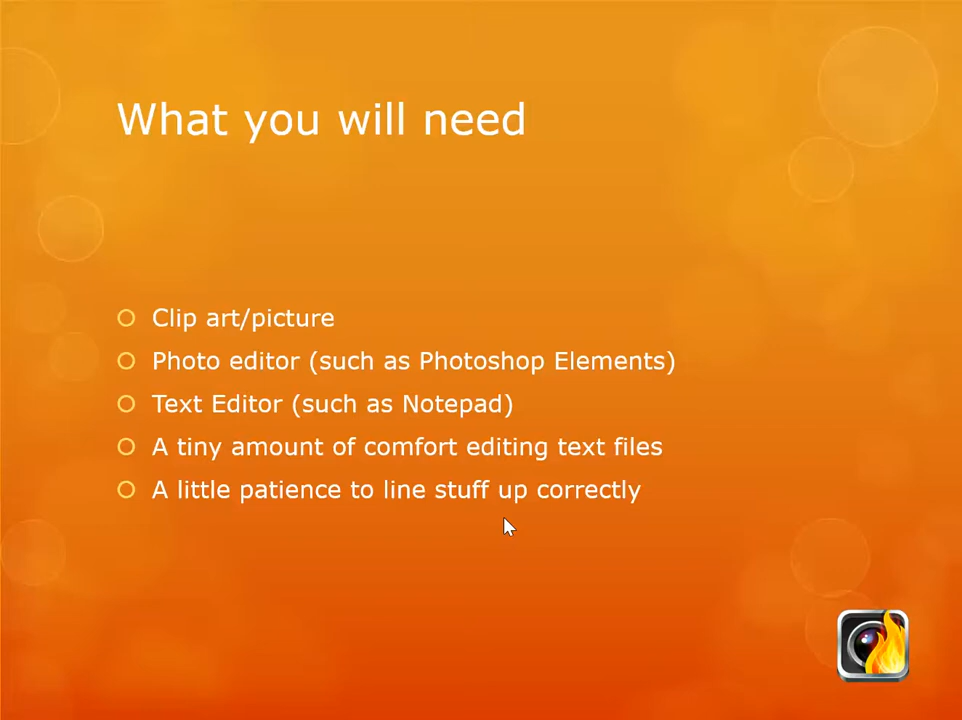 What you will need
Clip art/picture
Photo editor (such as Photoshop Elements)
Text Editor (such as Notepad)
A tiny amount of comfort editing text files
A little patience to line stuff up correctly